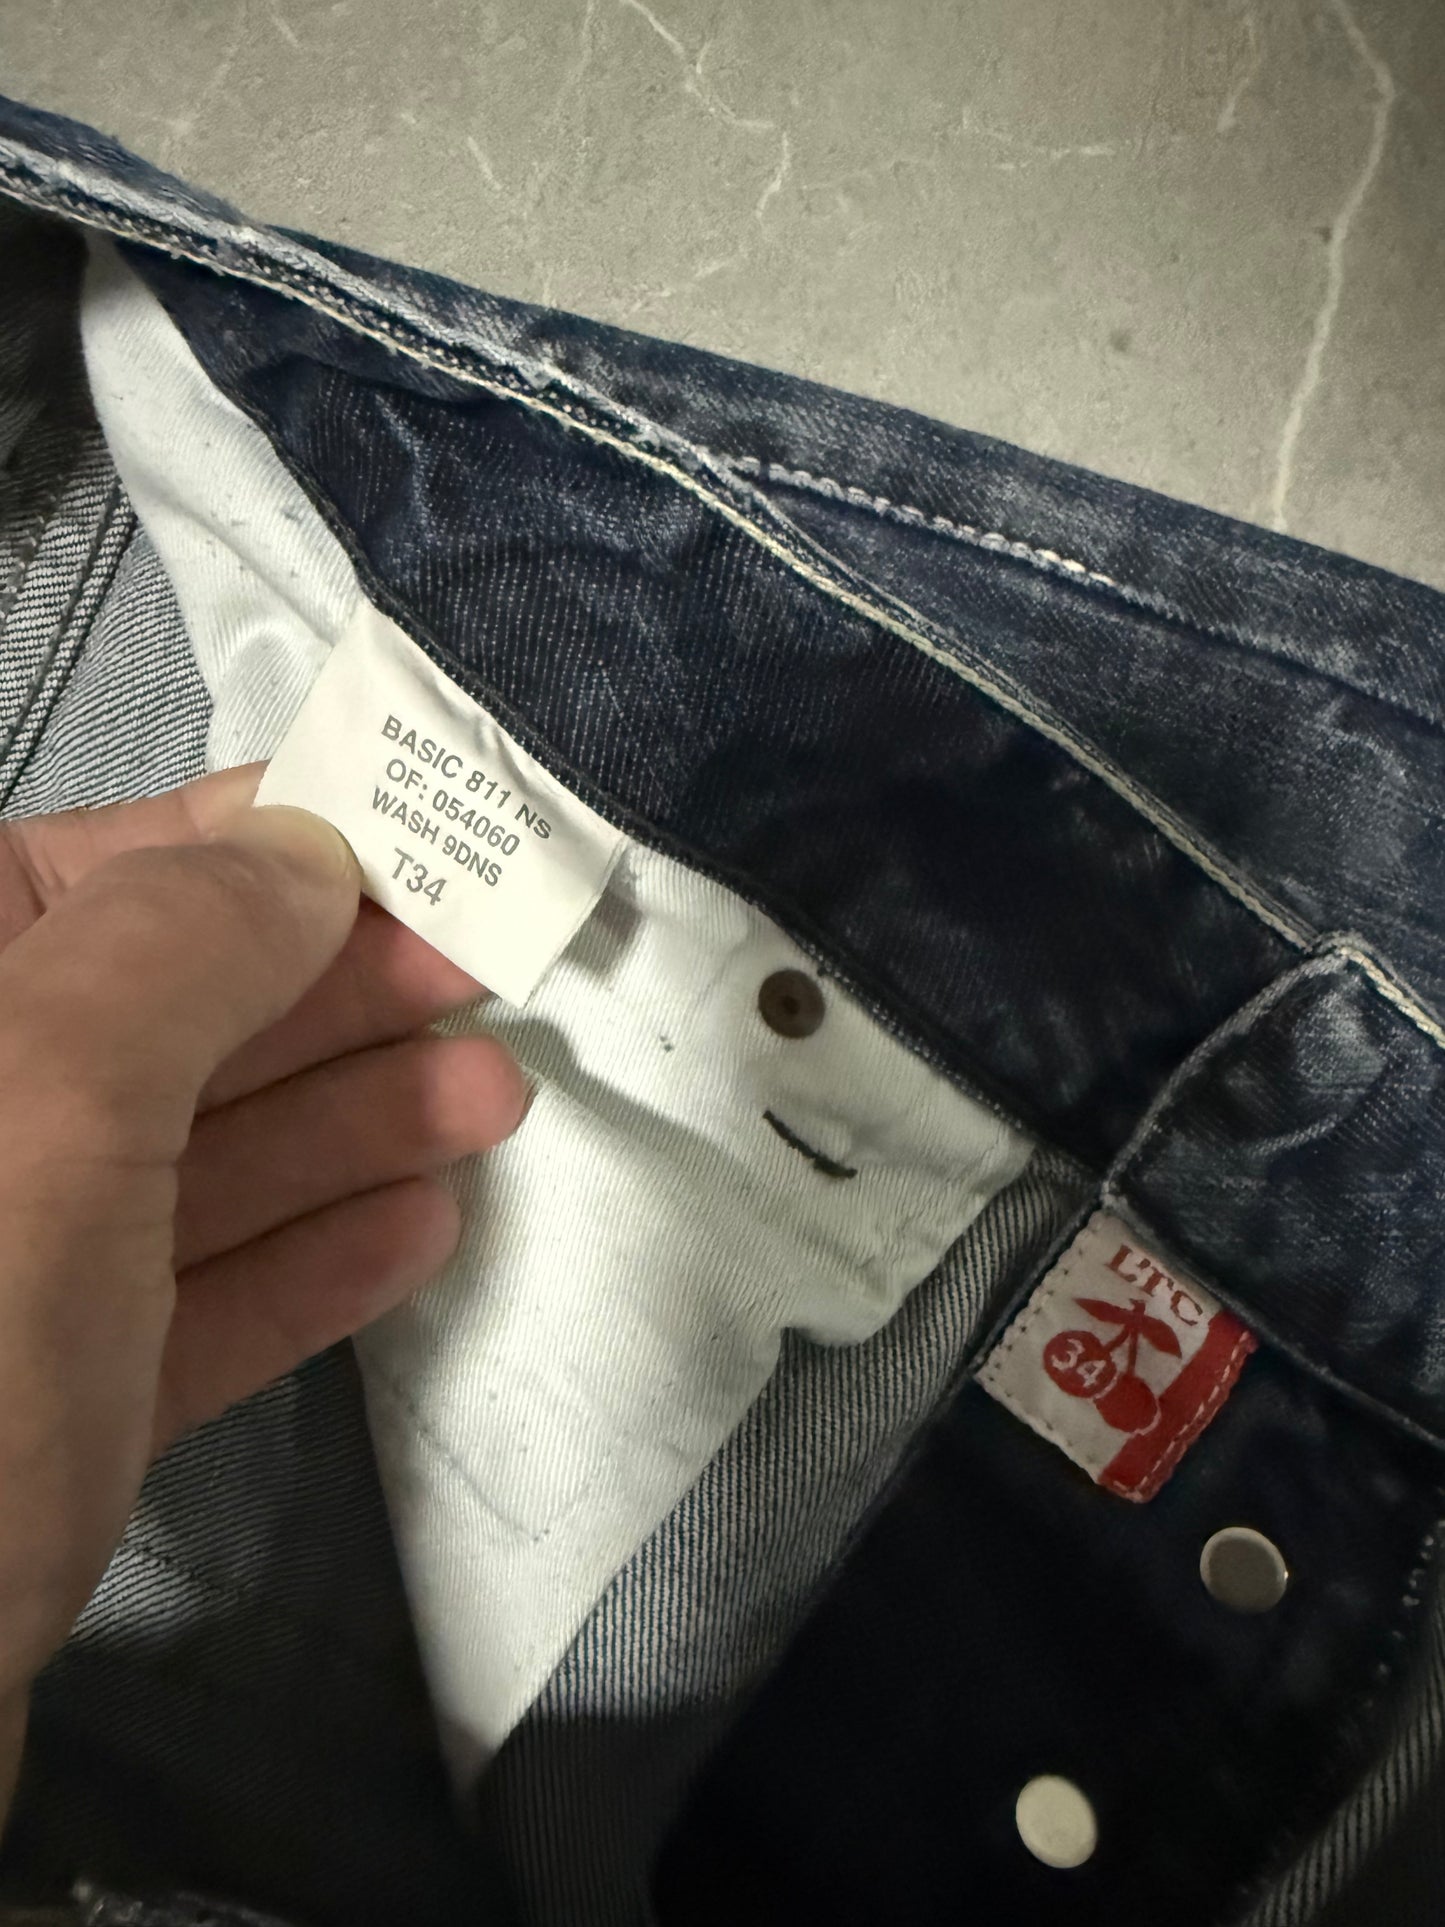 BASIC 811 NS
OF: 054060
WASH 9DNS
T34
LTC
34